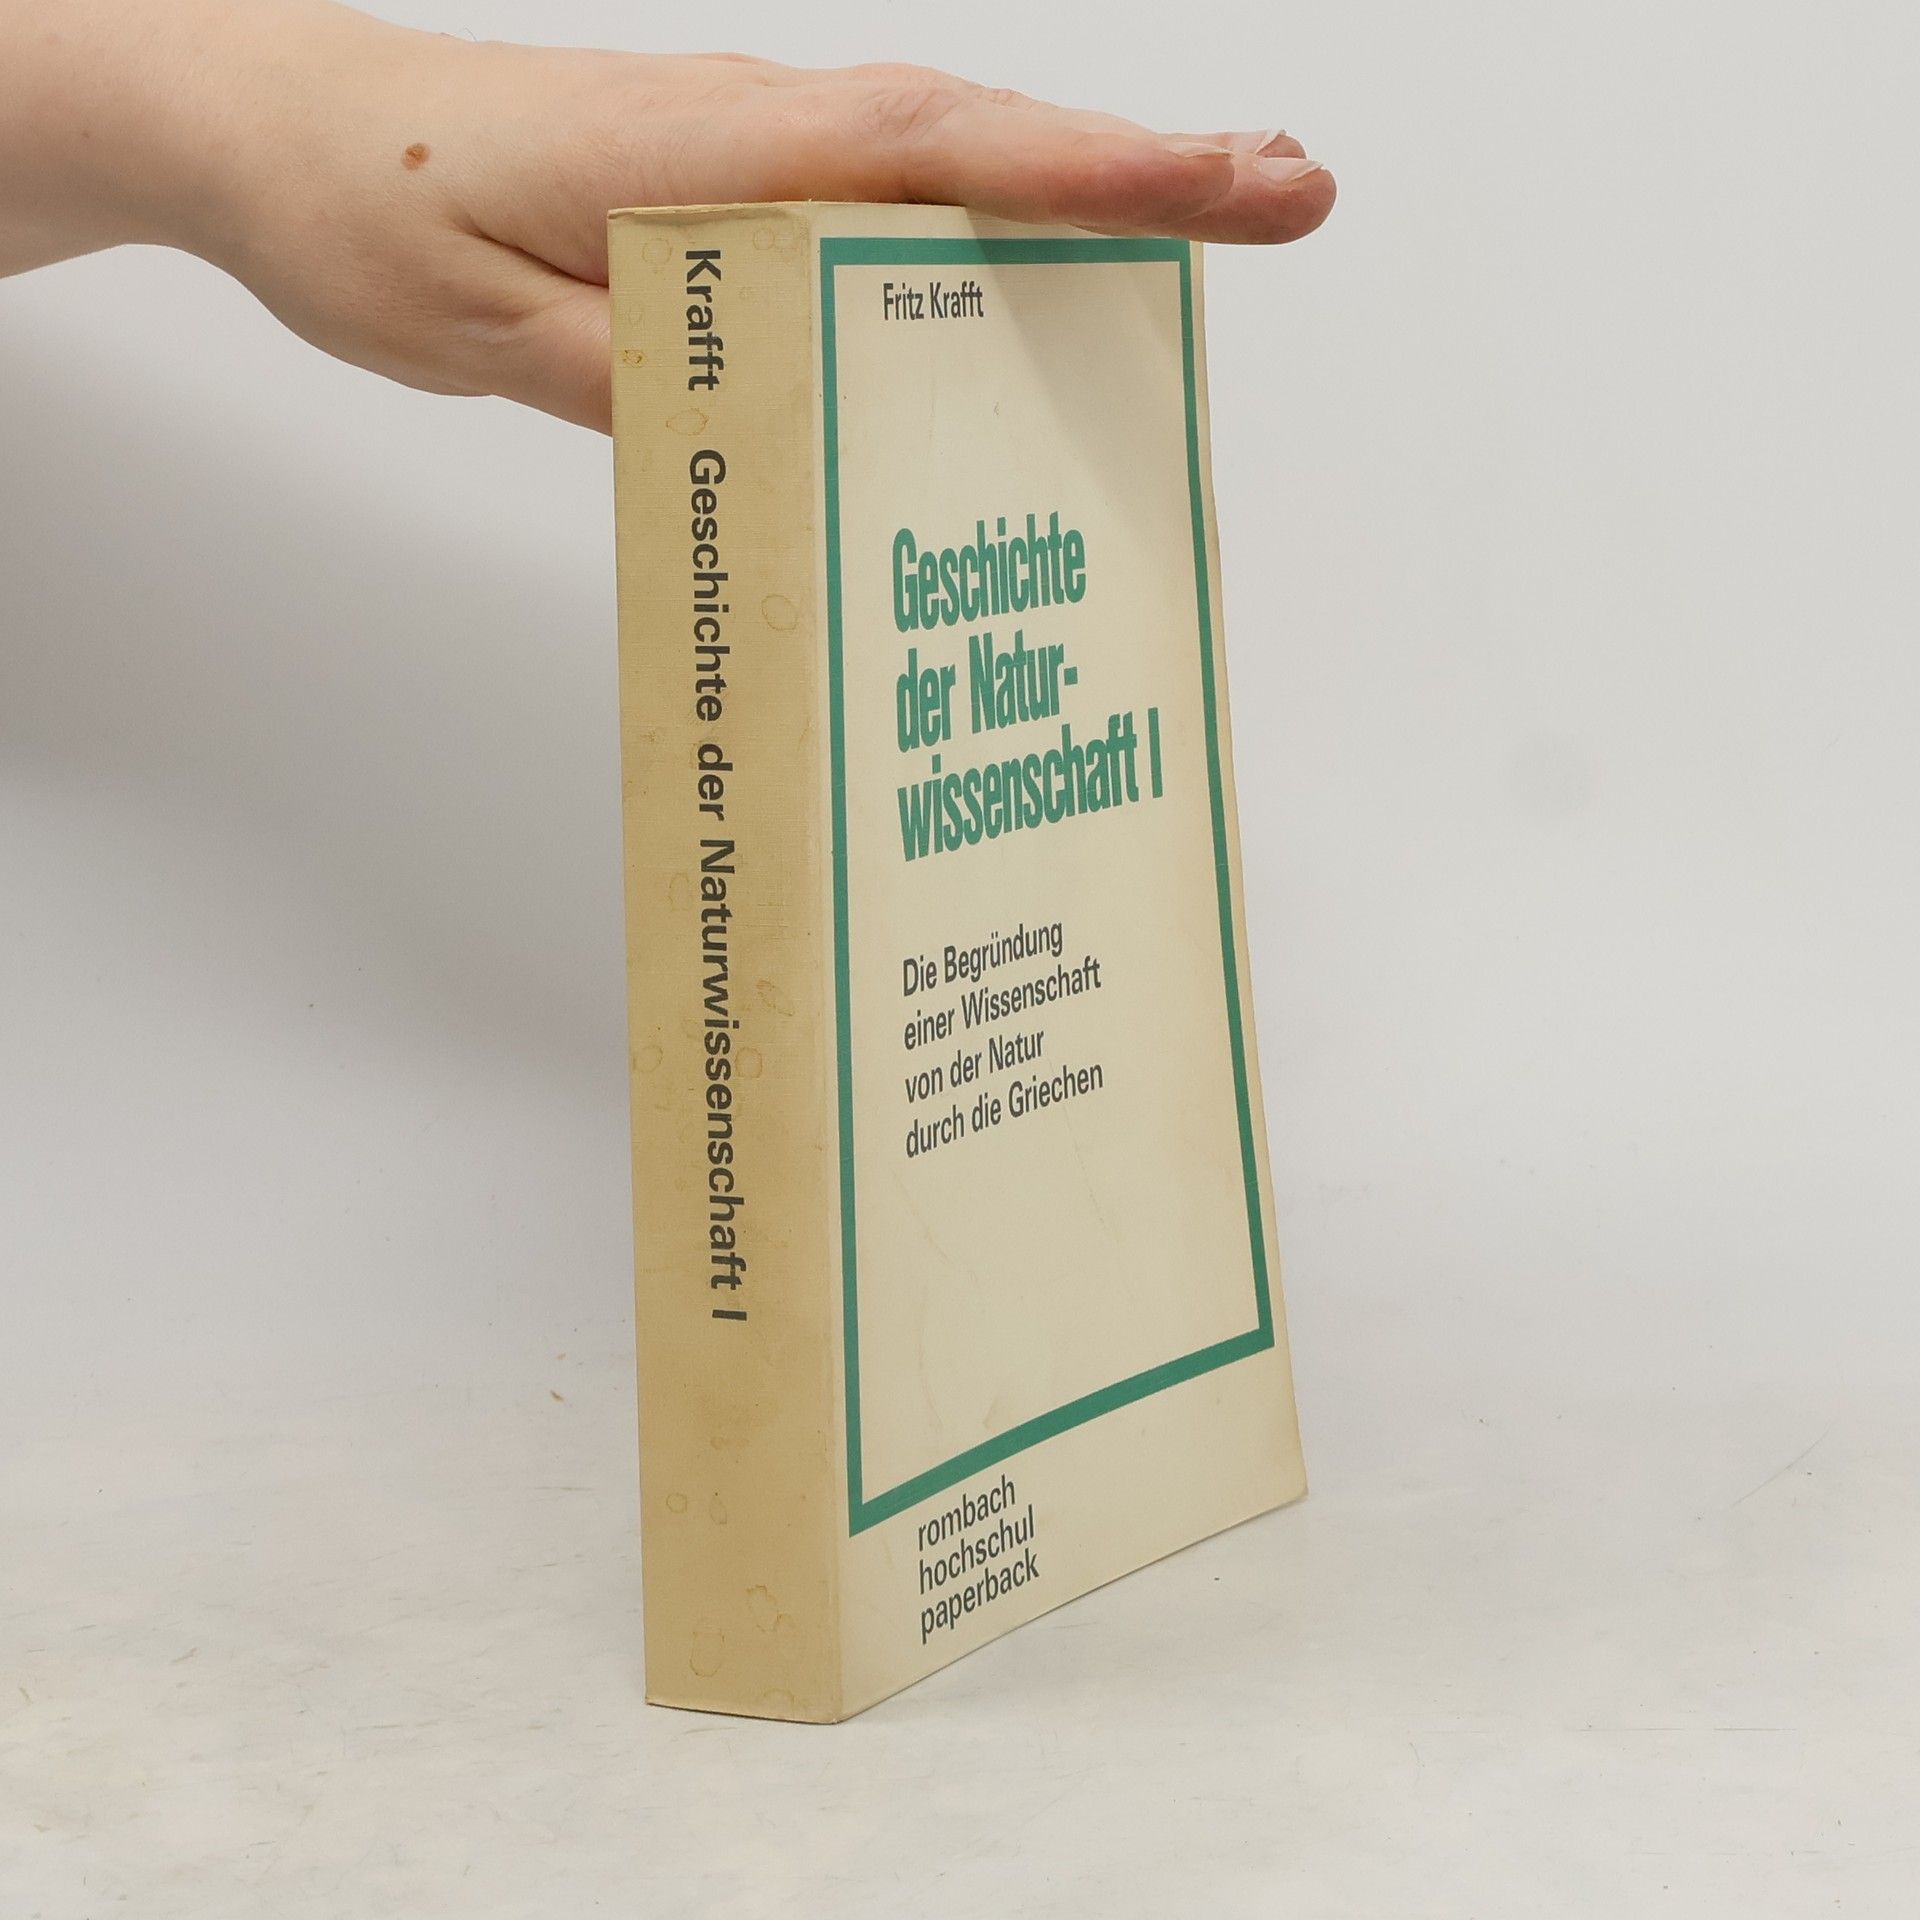 Krafft Geschichte der Naturwissenschaft I
Fritz Krafft
Geschichte
der Natur-
wissenschaft I
Die Begründung
einer Wissenschaft
von der Natur
durch die Griechen
rombach
hochschul
paperback